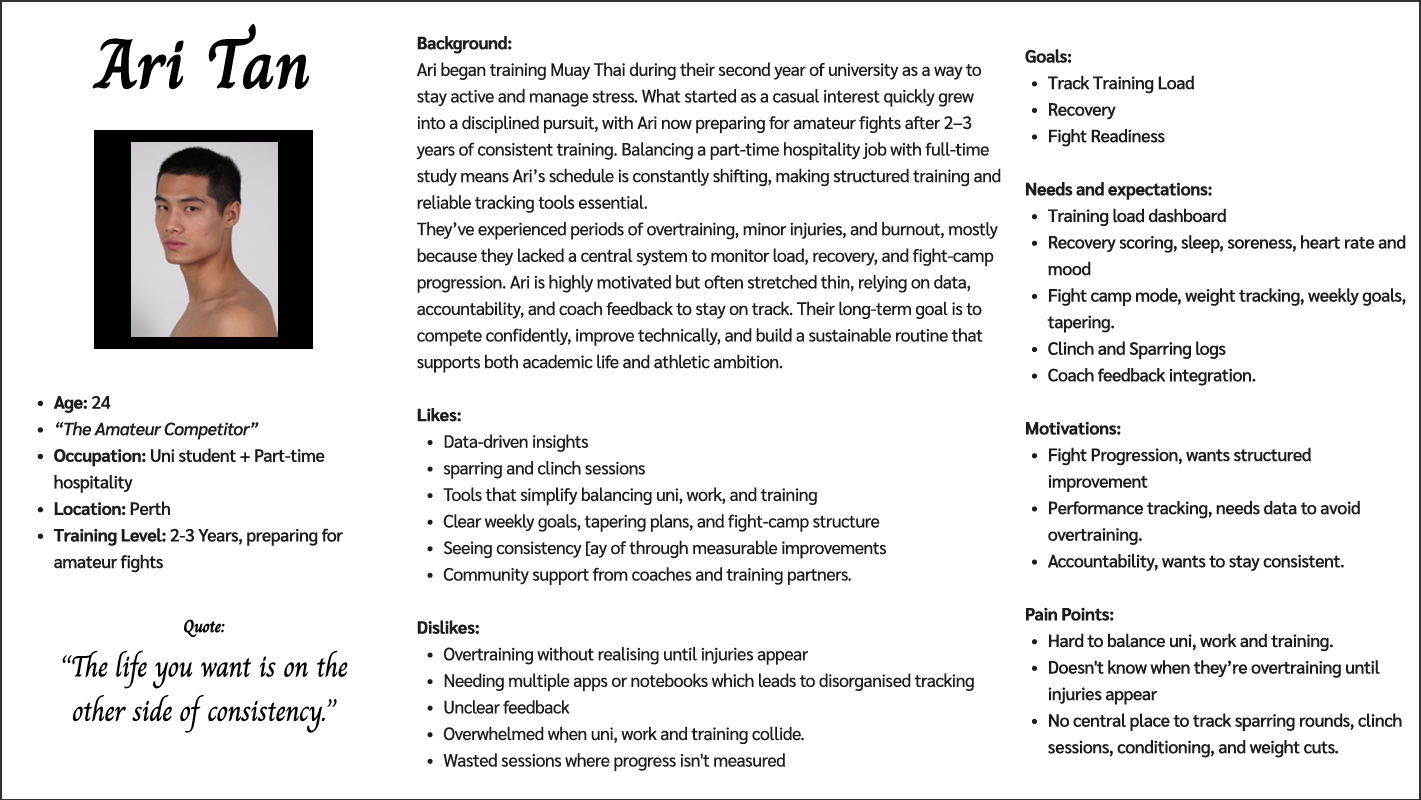 Ari Tan
Age: 24
“The Amateur Competitor”
Occupation: Uni student + Part-time
hospitality
Location: Perth
Training Level: 2-3 Years, preparing for
amateur fights
Quote:
“The life you want is on the
other side of consistency.”
Background:
Ari began training Muay Thai during their second year of university as a way to
stay active and manage stress. What started as a casual interest quickly grew
into a disciplined pursuit, with Ari now preparing for amateur fights after 2–3
years of consistent training. Balancing a part-time hospitality job with full-time
study means Ari’s schedule is constantly shifting, making structured training and
reliable tracking tools essential.
They’ve experienced periods of overtraining, minor injuries, and burnout, mostly
because they lacked a central system to monitor load, recovery, and fight-camp
progression. Ari is highly motivated but often stretched thin, relying on data,
accountability, and coach feedback to stay on track. Their long-term goal is to
compete confidently, improve technically, and build a sustainable routine that
supports both academic life and athletic ambition.
Likes:
Data-driven insights
sparring and clinch sessions
Tools that simplify balancing uni, work, and training
Clear weekly goals, tapering plans, and fight-camp structure
Seeing consistency [ay of through measurable improvements
Community support from coaches and training partners.
Dislikes:
Overtraining without realising until injuries appear
Needing multiple apps or notebooks which leads to disorganised tracking
Unclear feedback
Overwhelmed when uni, work and training collide.
Wasted sessions where progress isn't measured
Goals:
Track Training Load
Recovery
Fight Readiness
Needs and expectations:
Training load dashboard
Recovery scoring, sleep, soreness, heart rate and
mood
Fight camp mode, weight tracking, weekly goals,
tapering.
Clinch and Sparring logs
Coach feedback integration.
Motivations:
Fight Progression, wants structured
improvement
Performance tracking, needs data to avoid
overtraining.
Accountability, wants to stay consistent.
Pain Points:
Hard to balance uni, work and training.
Doesn't know when they’re overtraining until
injuries appear
No central place to track sparring rounds, clinch
sessions, conditioning, and weight cuts.